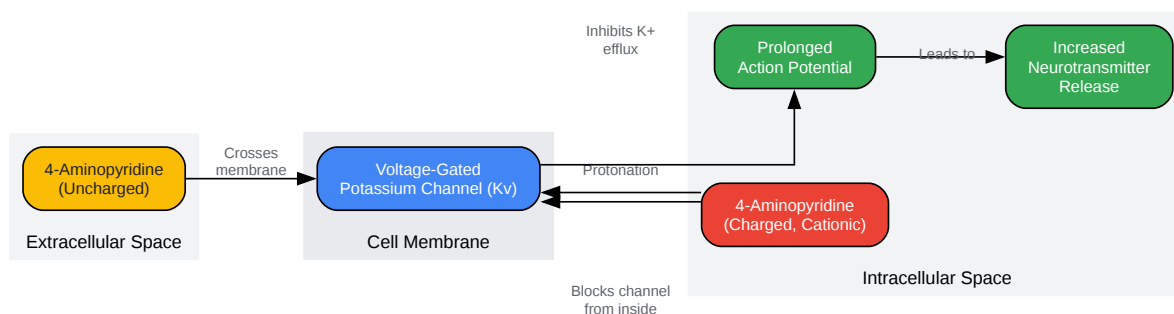 Inhibits K+
efflux
Prolonged
Action Potential
Leads to
Increased
Neurotransmitter
Release
4-Aminopyridine
(Uncharged)
Extracellular Space
Crosses
membrane
Voltage-Gated
Potassium Channel (Kv)
Cell Membrane
Protonation
4-Aminopyridine
(Charged, Cationic)
Intracellular Space
Blocks channel
from inside